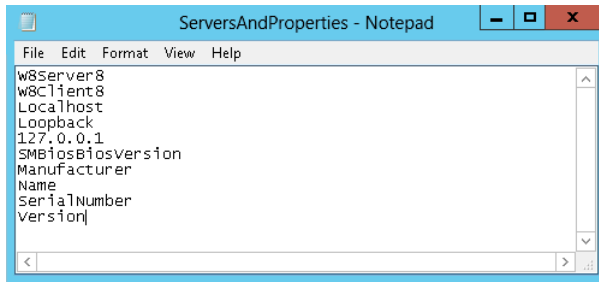 ServersAndProperties - Notepad
File Edit Format View Help
W8Server8
W8Client8
Localhost
Loopback
127.0.0.1
SMBiosBiosVersion
Manufacturer
Name
SerialNumber
Version